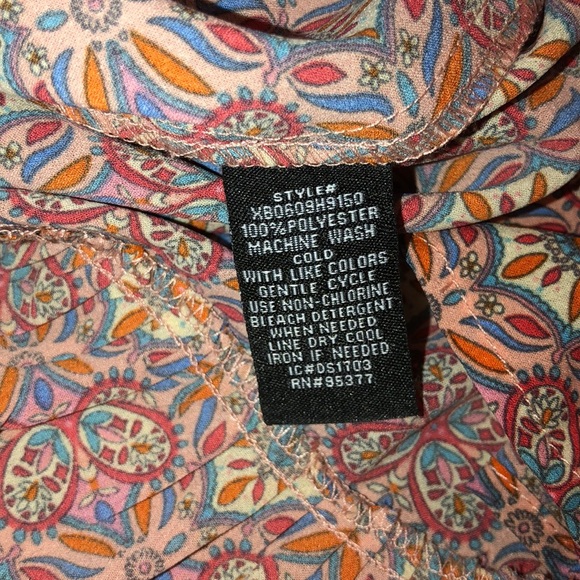 STYLE#
XB0609H9150
100% POLYESTER
MACHINE WASH
COLD
WITH LIKE COLORS
GENTLE CYCLE
USE NON-CHLORINE
BLEACH DETERGENT
WHEN NEEDED
LINE DRY COOL
IRON IF NEEDED
IC#DS1703
RN#95377